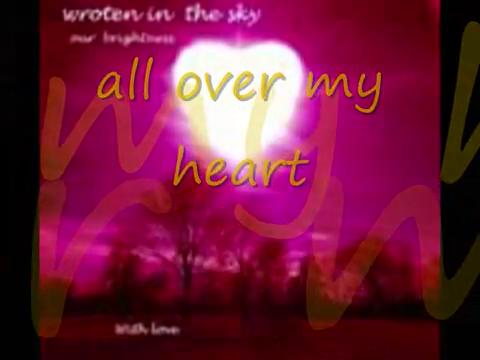 wroten in the sky
our brightness
all over my
heart
With love